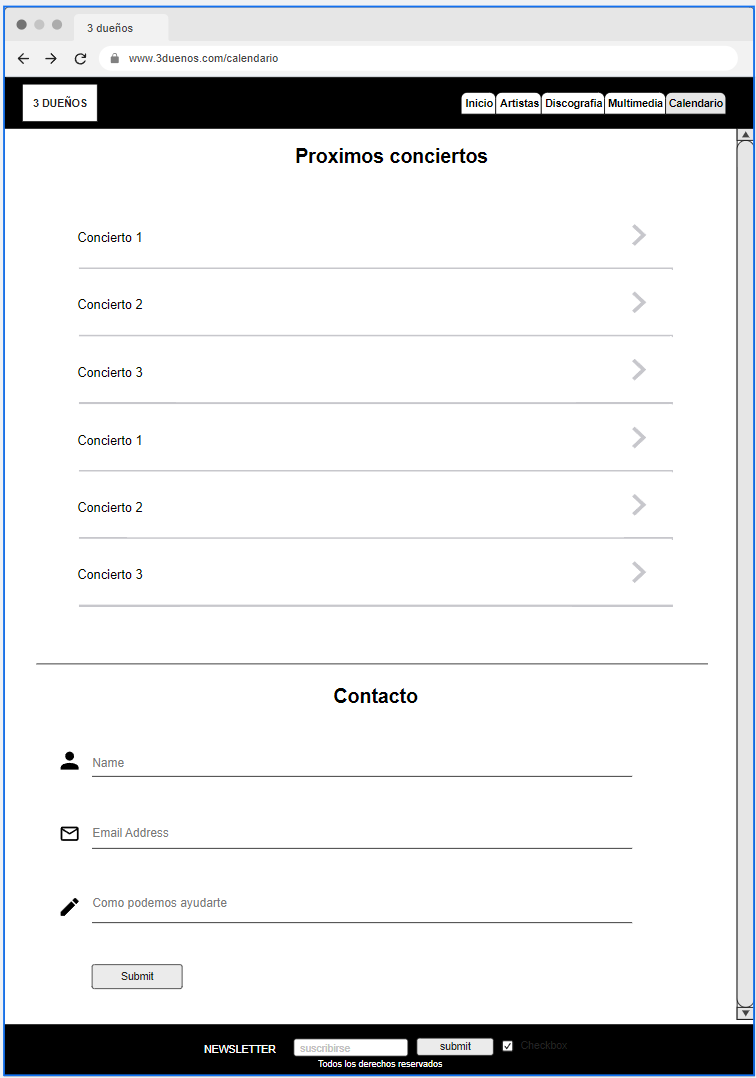 3 dueños
www.3duenos.com/calendario
3 DUEÑOS
Inicio Artistas Discografia Multimedia Calendario
Proximos conciertos
Concierto 1
Concierto 2
Concierto 3
Concierto 1
Concierto 2
Concierto 3
Contacto
Name
Email Address
Como podemos ayudarte
Submit
NEWSLETTER suscribirse submit Checkbox
Todos los derechos reservados